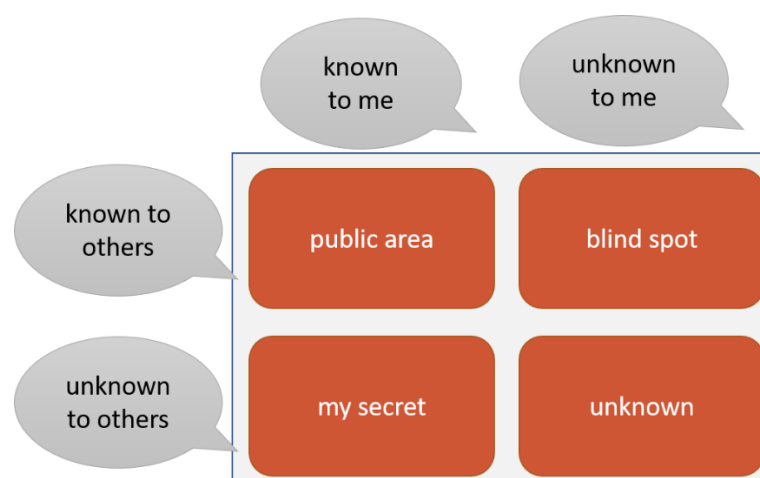 known
to me
unknown
to me
known to
others
public area
blind spot
unknown
to others
my secret
unknown